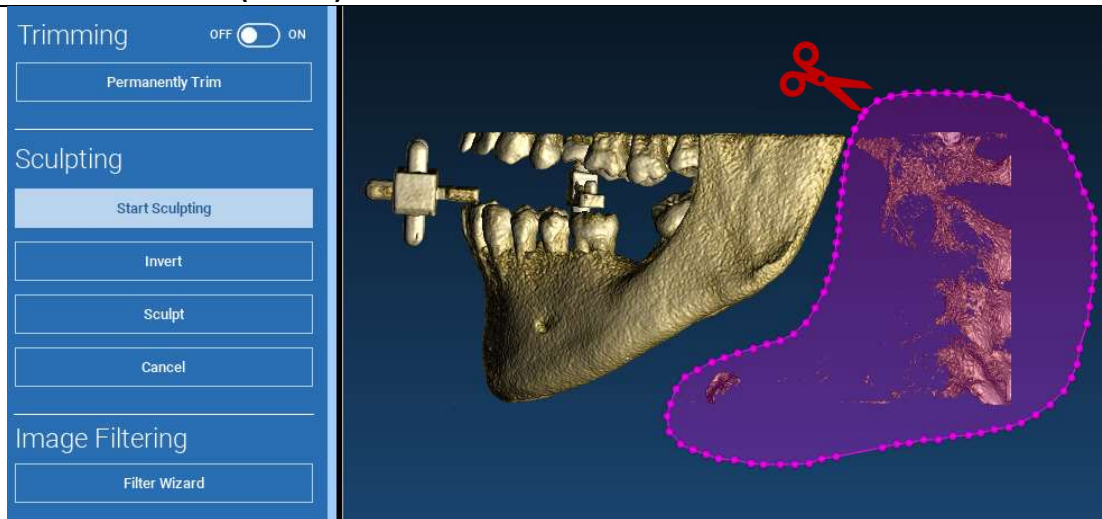 Trimming OFF ON
Permanently Trim
Sculpting
Start Sculpting
Invert
Sculpt
Cancel
Image Filtering
Filter Wizard